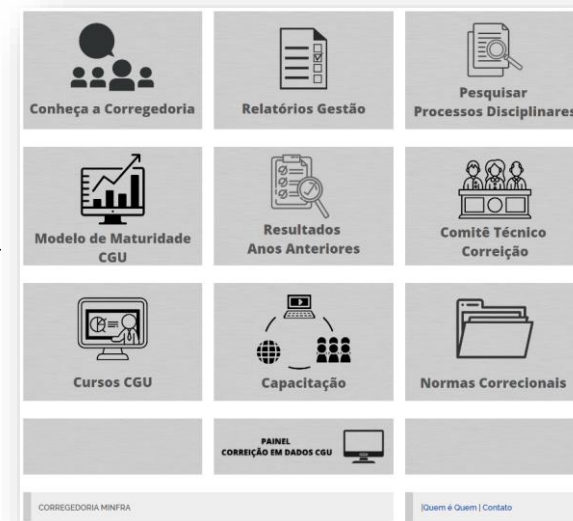 Conheça a Corregedoria
Relatórios Gestão
Pesquisar
Processos Disciplinares
Modelo de Maturidade
CGU
Resultados
Anos Anteriores
Comitê Técnico
Correição
Cursos CGU
Capacitação
Normas Correcionais
PAINEL
CORREIÇÃO EM DADOS CGU
CORREGEDORIA MINFRA
|Quem é Quem | Contato